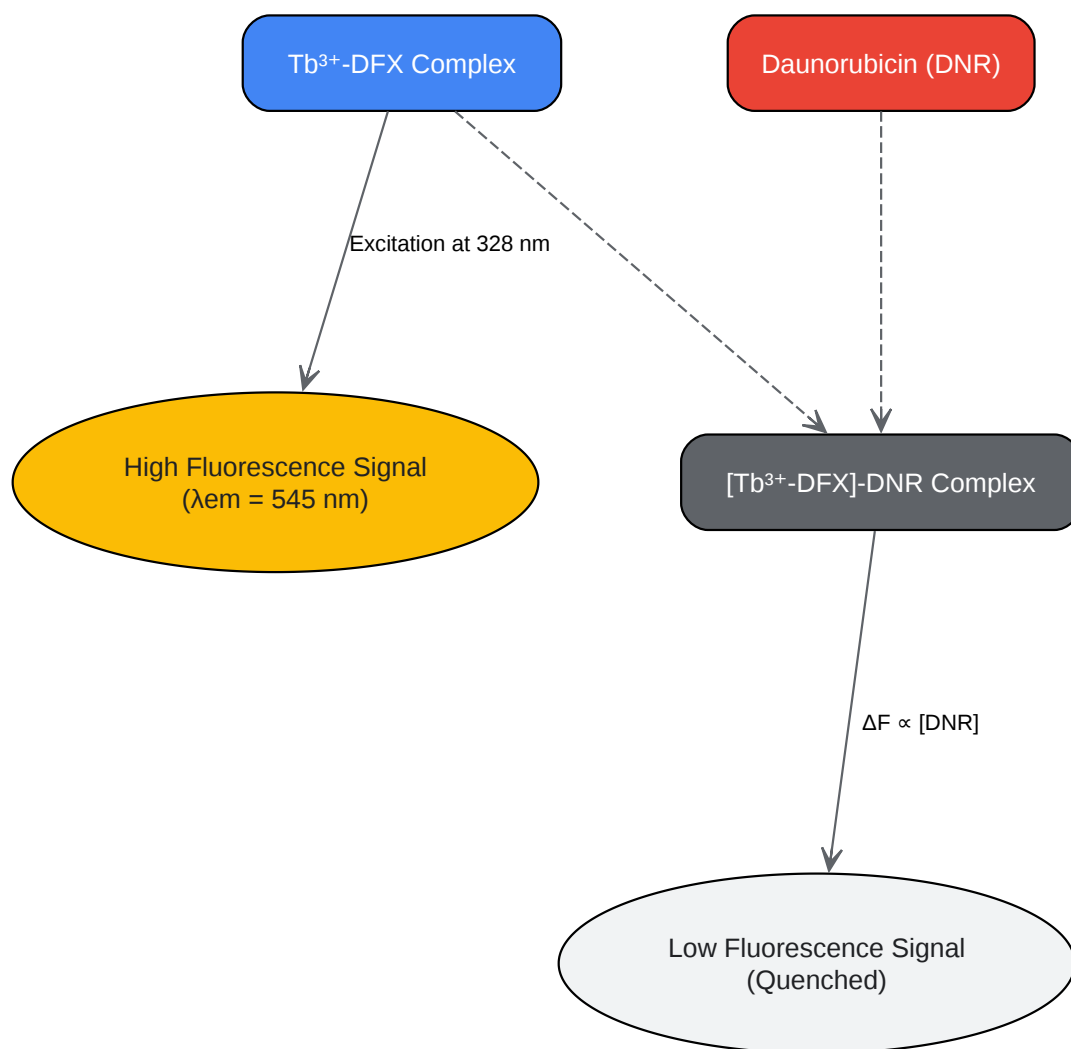 Tb³⁺-DFX Complex
Daunorubicin (DNR)
Excitation at 328 nm
High Fluorescence Signal
(λem = 545 nm)
[Tb³⁺-DFX]-DNR Complex
ΔF ∝ [DNR]
Low Fluorescence Signal
(Quenched)